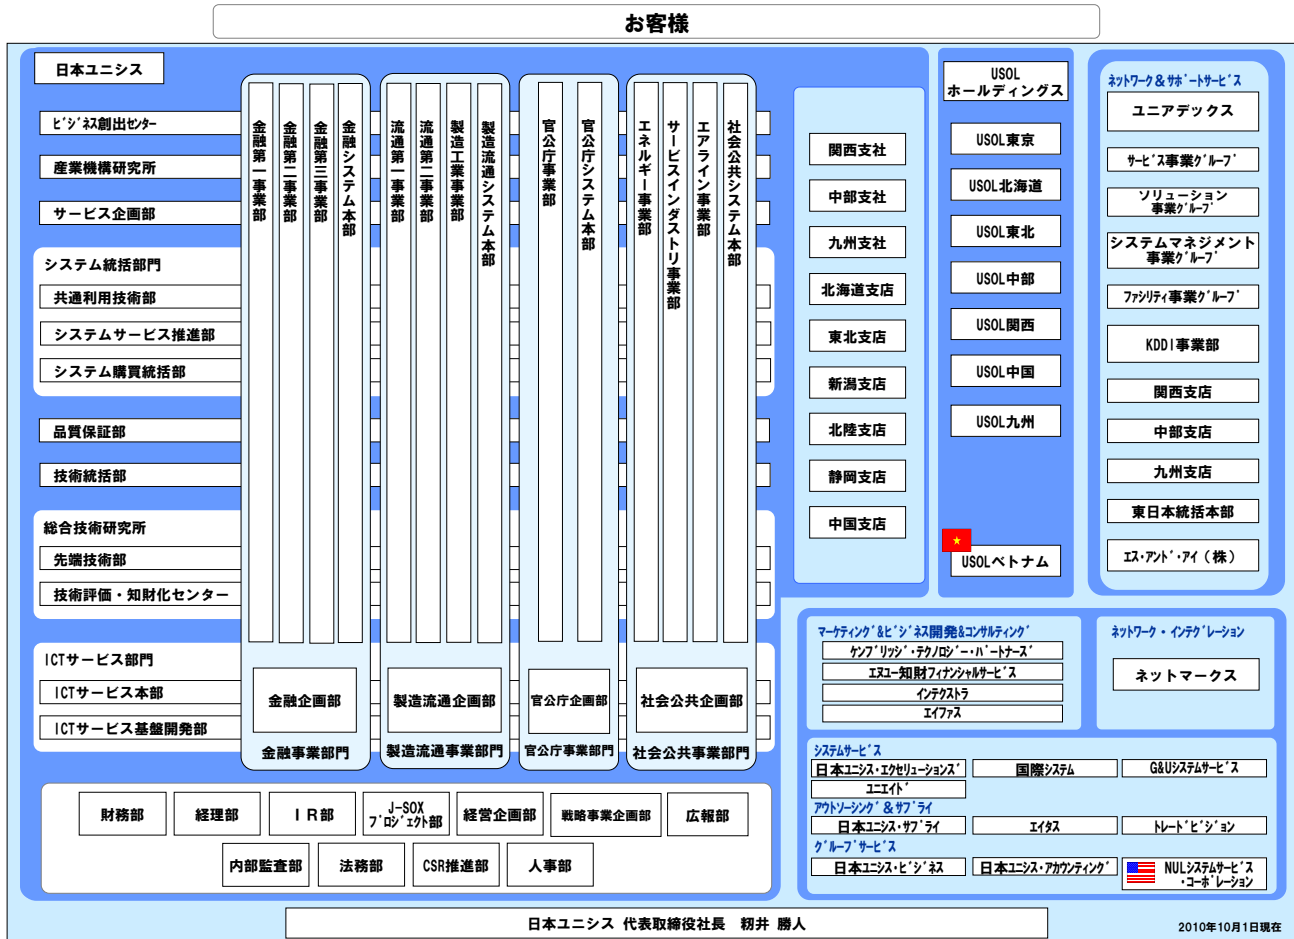 お客様
日本ユニシス
ビジネス創出センター
産業機構研究所
サービス企画部
システム統括部門
共通利用技術部
システムサービス推進部
システム購買統括部
品質保証部
技術統括部
総合技術研究所
先端技術部
技術評価・知財化センター
ICTサービス部門
ICTサービス本部
ICTサービス基盤開発部
金融第一事業部
金融第二事業部
金融第三事業部
金融システム本部
金融企画部
金融事業部門
流通第一事業部
流通第二事業部
製造工業事業部
製造流通システム本部
製造流通企画部
製造流通事業部門
官公庁事業部
官公庁システム本部
官公庁企画部
官公庁事業部門
エネルギー事業部
サービスインダストリ事業部
エアライン事業部
社会公共システム本部
社会公共企画部
社会公共事業部門
関西支社
中部支社
九州支社
北海道支店
東北支店
新潟支店
北陸支店
静岡支店
中国支店
USOL
ホールディングス
USOL東京
USOL北海道
USOL東北
USOL中部
USOL関西
USOL中国
USOL九州
USOLベトナム
ネットワーク&サポートサービス
ユニアデックス
サービス事業グループ
ソリューション
事業グループ
システムマネジメント
事業グループ
ファシリティ事業グループ
KDDI事業部
関西支店
中部支店
九州支店
東日本統括本部
エス・アンド・アイ(株)
財務部
経理部
IR部
J-SOX
プロジェクト部
経営企画部
戦略事業企画部
広報部
内部監査部
法務部
CSR推進部
人事部
マーケティング&ビジネス開発&コンサルティング
ケンブリッジ・テクノロジー・パートナーズ
エヌユー知財フィナンシャルサービス
インテクストラ
エイファス
ネットワーク・インテグレーション
ネットマークス
システムサービス
日本ユニシス・エクセリューションズ
国際システム
G&Uシステムサービス
ユニエイド
アウトソーシング&サプライ
日本ユニシス・サプライ
エイタス
トレードビジョン
グループサービス
日本ユニシス・ビジネス
日本ユニシス・アカウンティング
NULシステムサービス
・コーポレーション
日本ユニシス 代表取締役社長 籾井 勝人
2010年10月1日現在